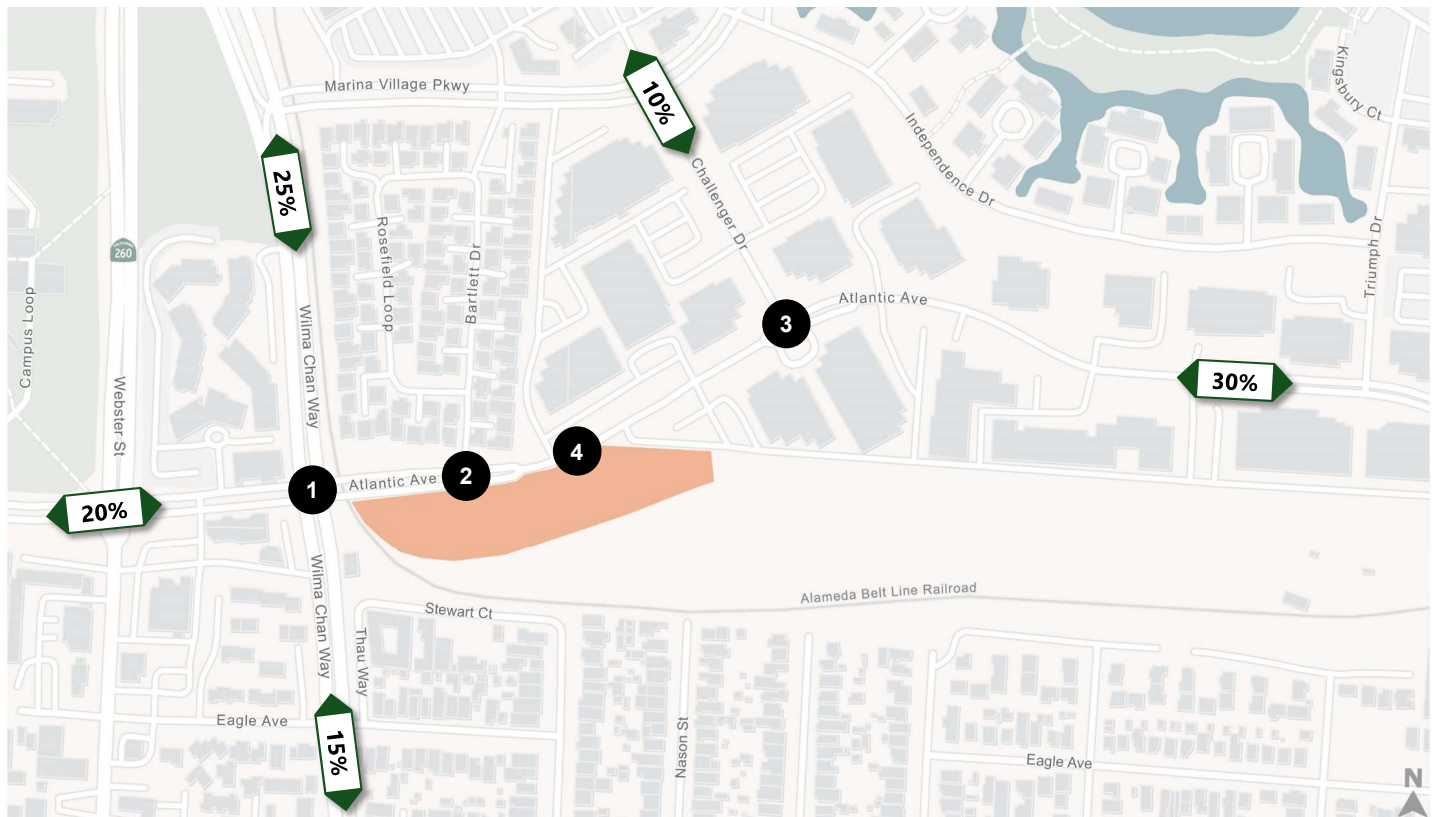 Marina Village Pkwy
10%
Kingsbury Ct
Independence Dr
25%
Challenger Dr
Rosefield Loop
Bartlett Dr
260
Triumph Dr
Campus Loop
Atlantic Ave
3
Wilma Chan Way
Webster St
30%
4
Atlantic Ave
2
1
20%
Wilma Chan Way
Alameda Belt Line Railroad
Stewart Ct
Thau Way
Eagle Ave
15%
Nason St
Eagle Ave
N